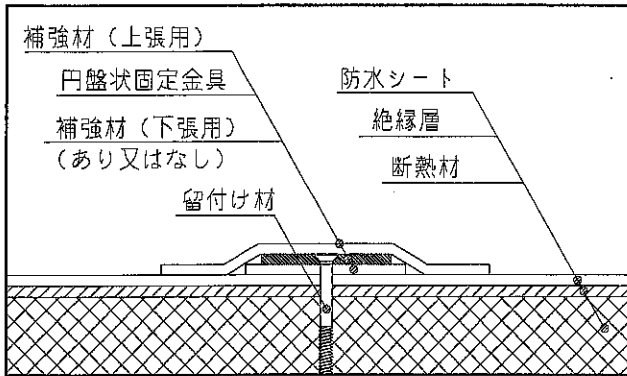 補強材（上張用）
円盤状固定金具
補強材（下張用）
（あり又はなし）
留付け材
防水シート
絶縁層
断熱材